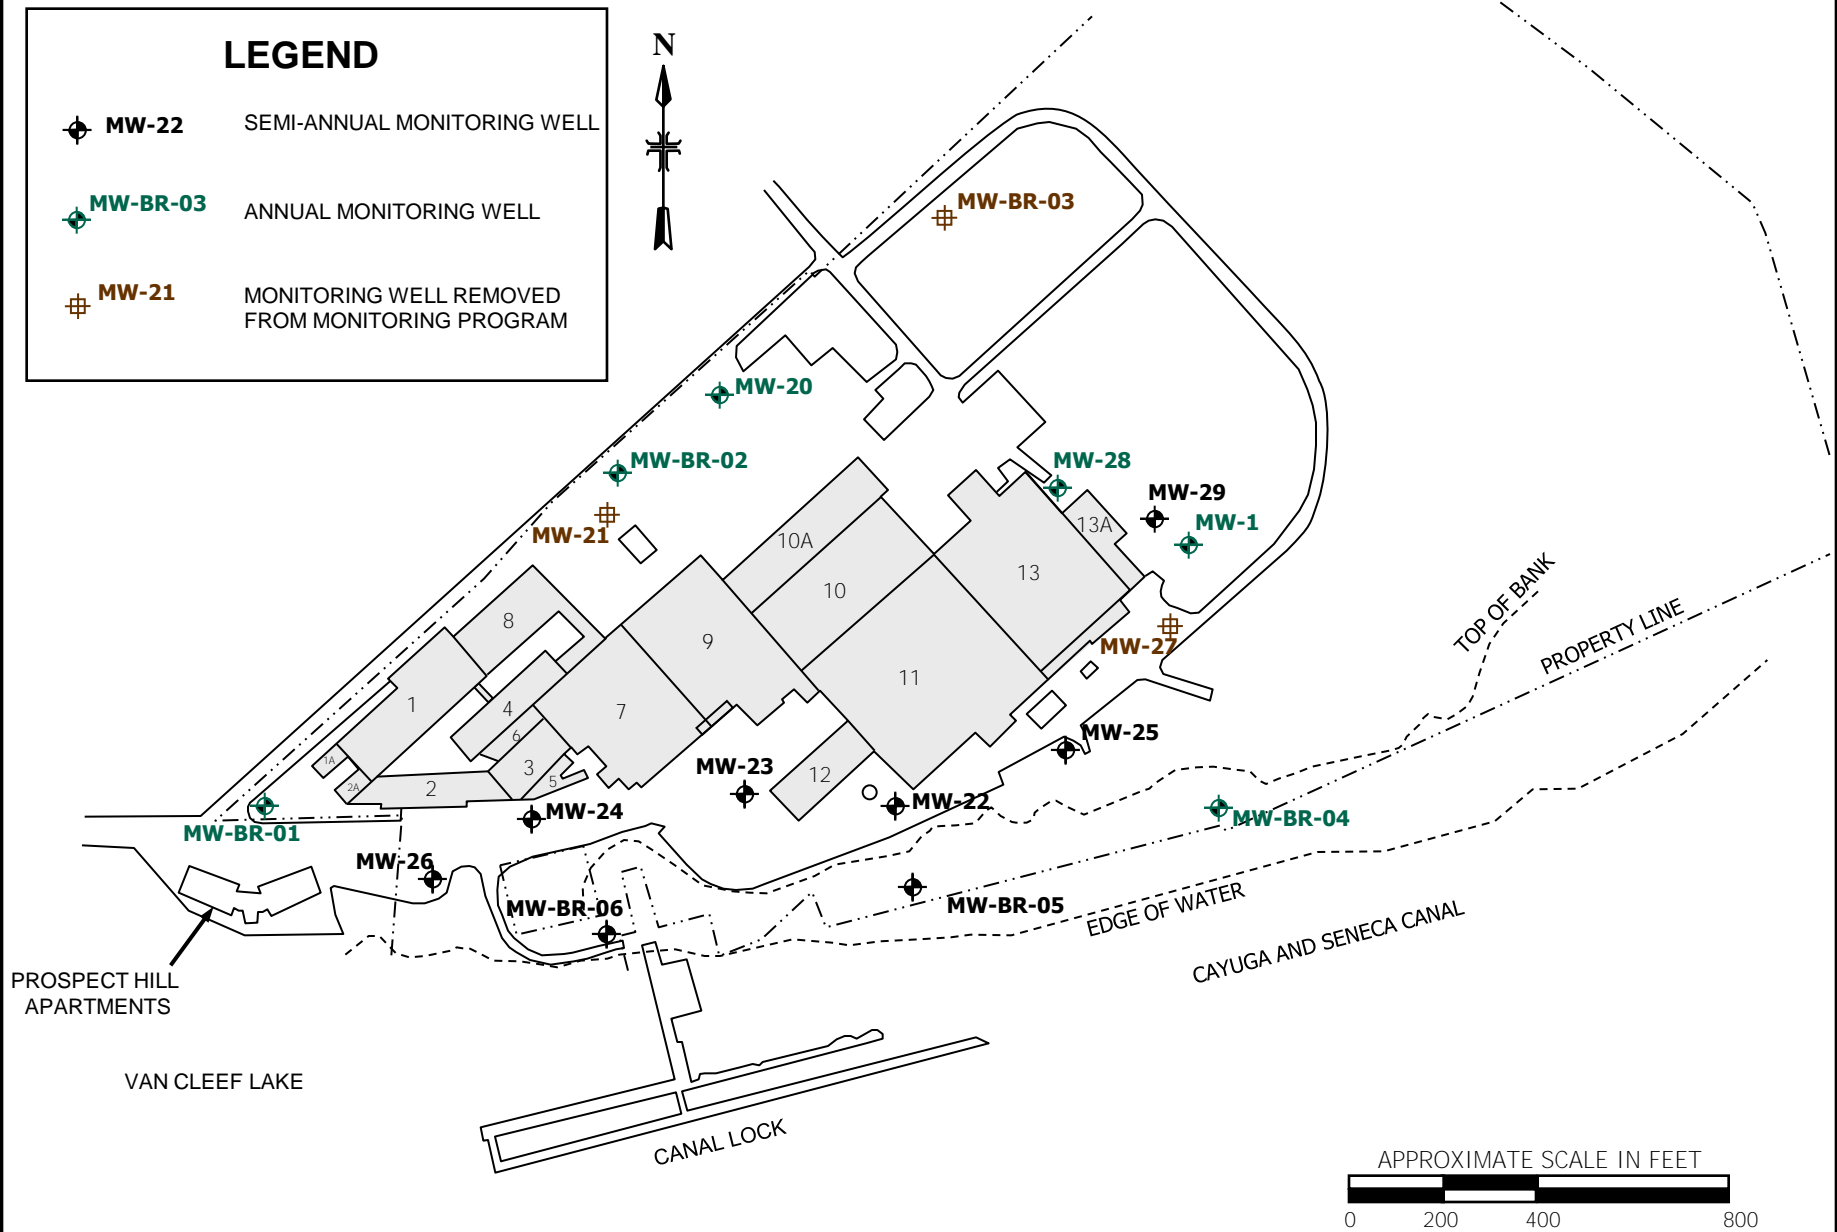 LEGEND
MW-22 SEMI-ANNUAL MONITORING WELL
MW-BR-03 ANNUAL MONITORING WELL
MW-21 MONITORING WELL REMOVED
FROM MONITORING PROGRAM
N
MW-BR-03
MW-20
MW-BR-02
MW-28
MW-29
MW-1
MW-21
10A
13A
10
13
8
9
11
MW-27
TOP OF BANK
PROPERTY LINE
1
4
7
6
1A
2A
2
3
5
12
MW-25
MW-23
MW-22
MW-24
MW-BR-01
MW-BR-04
MW-26
MW-BR-06
MW-BR-05
EDGE OF WATER
CAYUGA AND SENECA CANAL
PROSPECT HILL
APARTMENTS
VAN CLEEF LAKE
CANAL LOCK
APPROXIMATE SCALE IN FEET
0 200 400 800